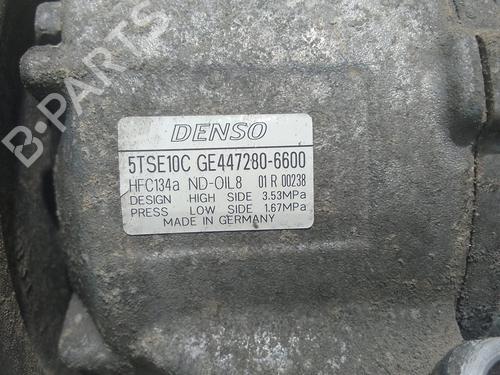 B-PARTS
DENSO
5TSE10C GE447280-6600
HFC134a ND-OIL8 01 R 00238
DESIGN HIGH SIDE 3.53MPa
PRESS LOW SIDE 1.67MPa
MADE IN GERMANY